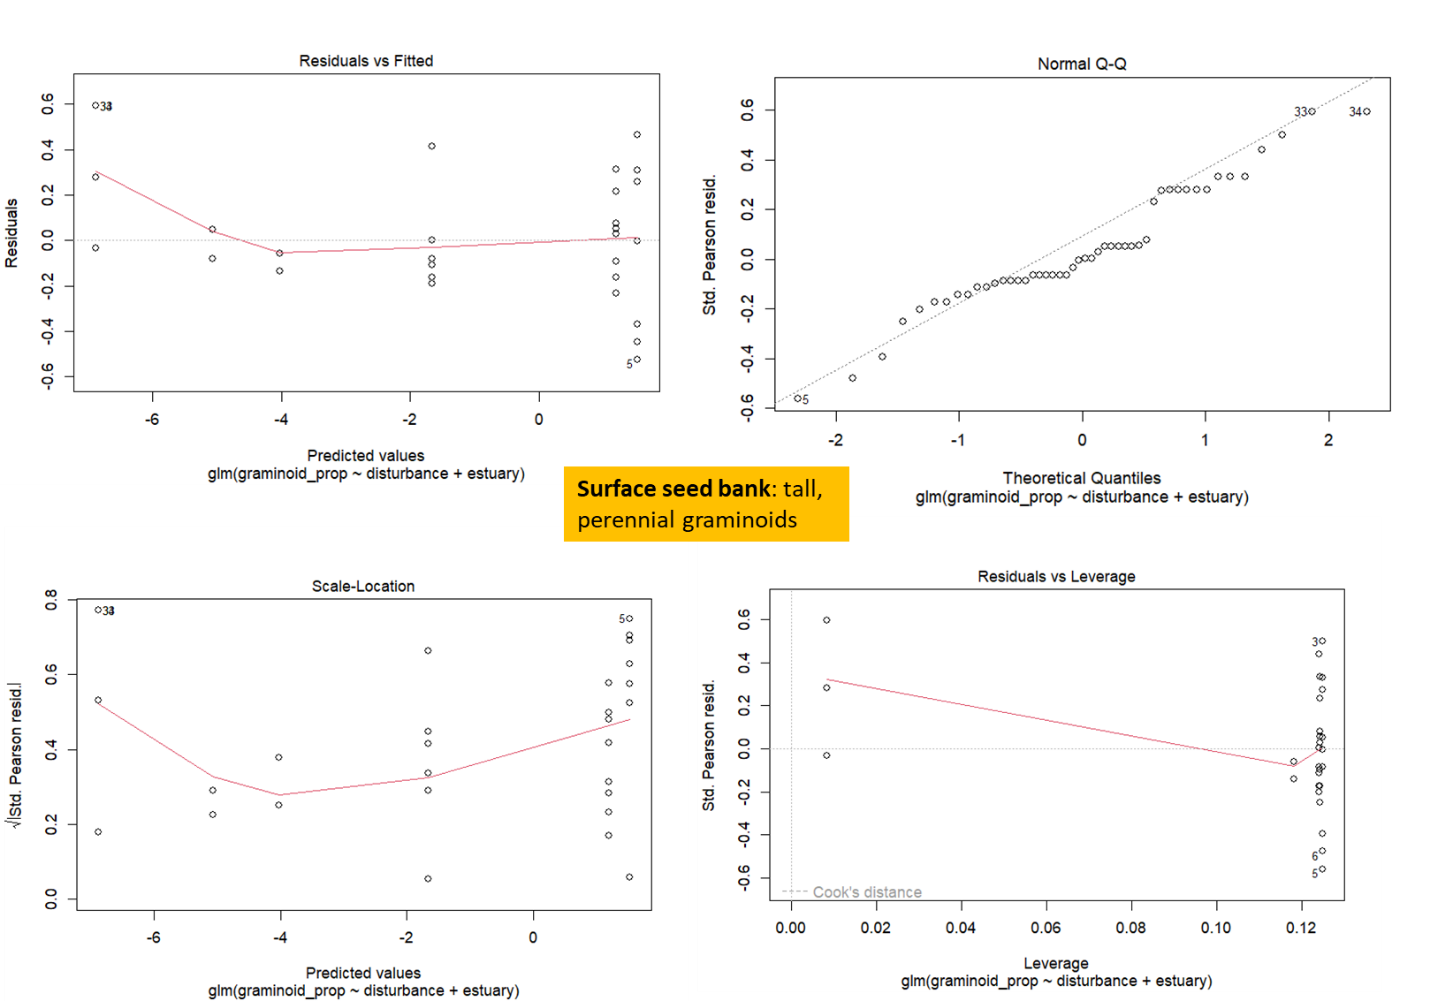 Residuals vs Fitted
Residuals
0.6
0.4
0.2
0.0
-0.2
-0.4
-0.6
5
-6
-4
-2
0
Predicted values
glm(graminoid_prop ~ disturbance + estuary)
Normal Q-Q
Std. Pearson resid.
0.6
0.4
0.2
0.0
-0.2
-0.4
-0.6
33
34
5
-2
-1
0
1
2
Theoretical Quantiles
glm(graminoid_prop ~ disturbance + estuary)
Surface seed bank: tall,
perennial graminoids
Scale-Location
√|Std. Pearson resid.|
0.8
0.6
0.4
0.2
0.0
5
-6
-4
-2
0
Predicted values
glm(graminoid_prop ~ disturbance + estuary)
Residuals vs Leverage
Std. Pearson resid.
0.6
0.4
0.2
0.0
-0.2
-0.4
-0.6
3
6
5
Cook's distance
0.00
0.02
0.04
0.06
0.08
0.10
0.12
Leverage
glm(graminoid_prop ~ disturbance + estuary)